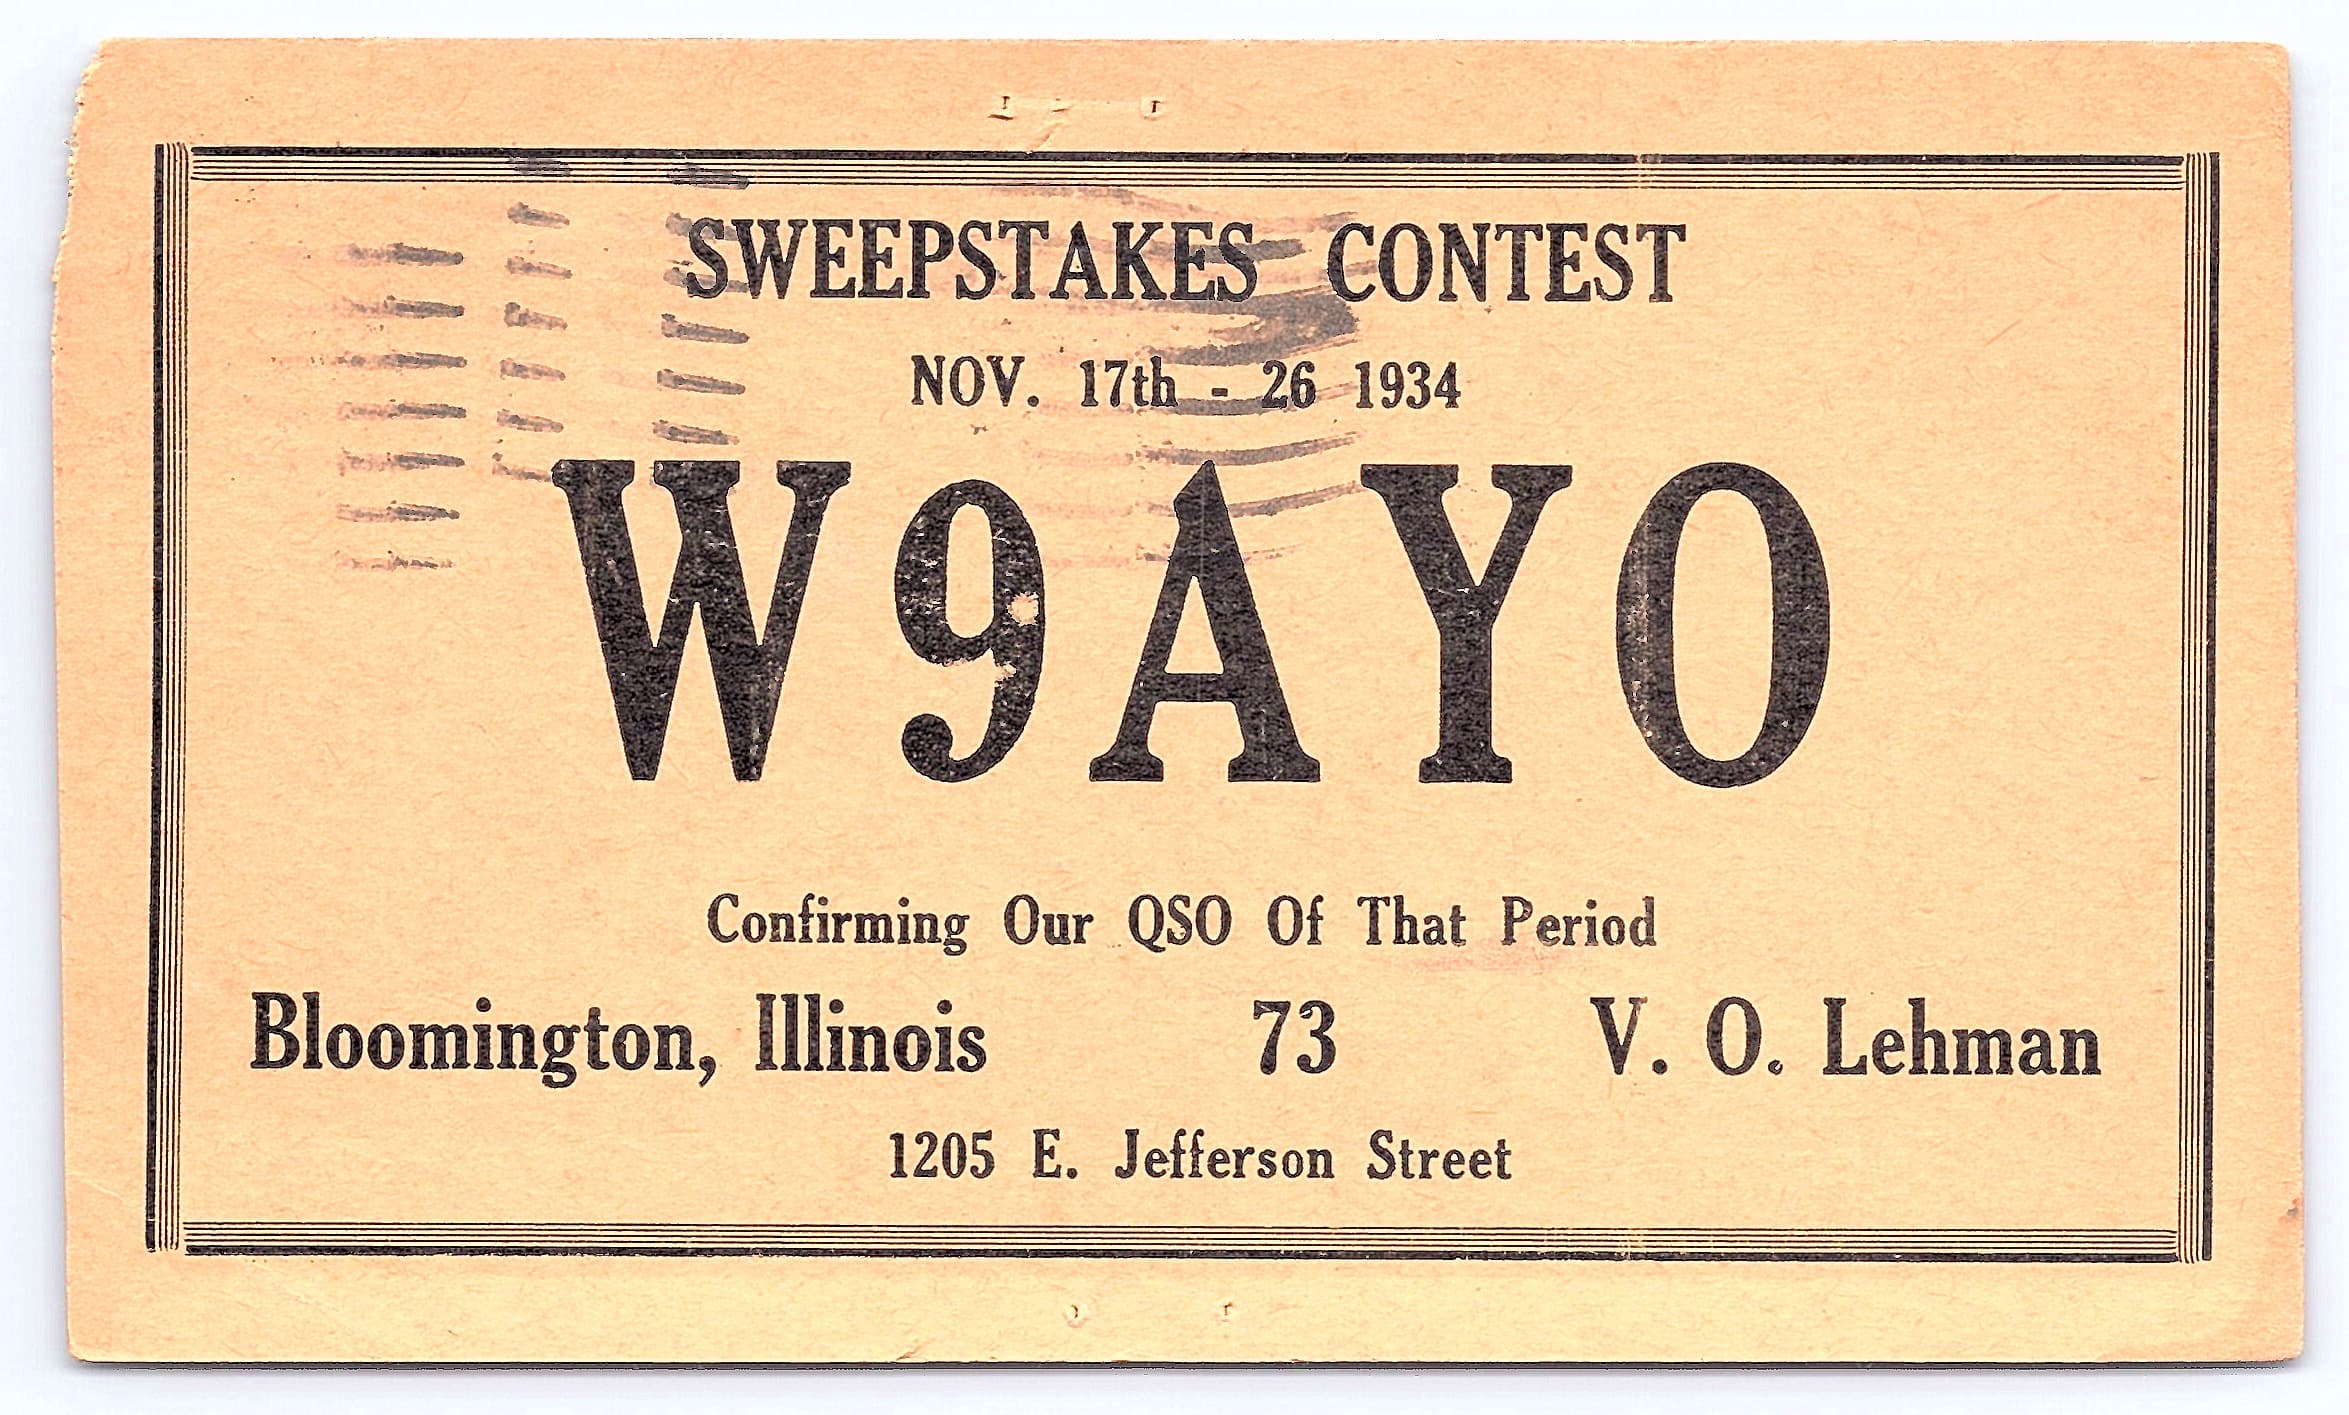 SWEEPSTAKES CONTEST
NOV. 17th - 26 1934
W9AYO
Confirming Our QSO Of That Period
Bloomington, Illinois 73 V. O. Lehman
1205 E. Jefferson Street